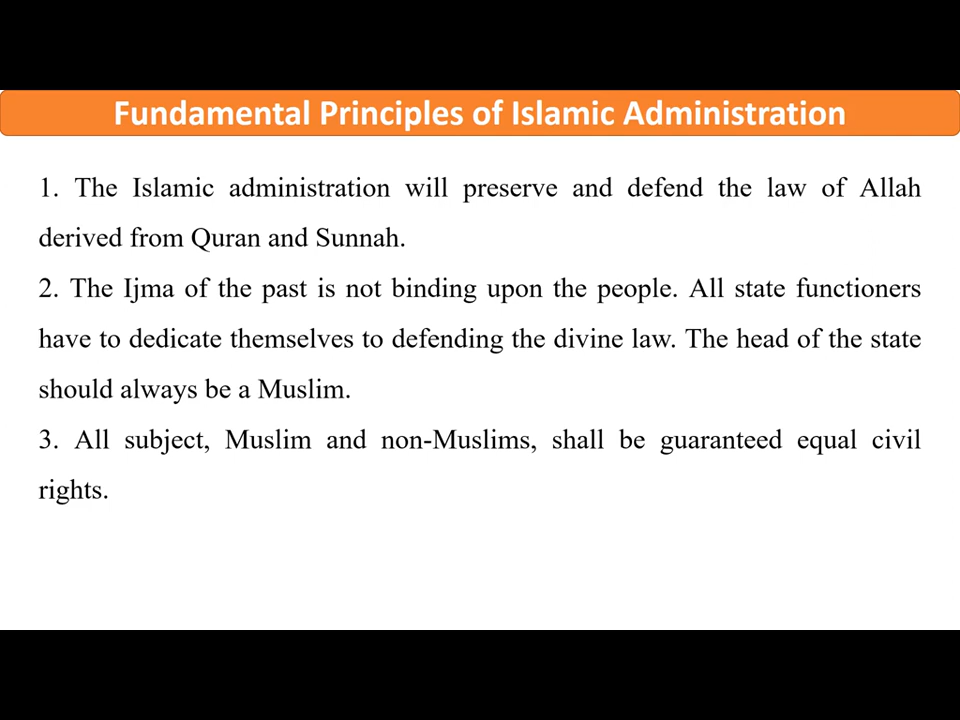 Fundamental Principles of Islamic Administration
1. The Islamic administration will preserve and defend the law of Allah
derived from Quran and Sunnah.
2. The Ijma of the past is not binding upon the people. All state functioners
have to dedicate themselves to defending the divine law. The head of the state
should always be a Muslim.
3. All subject, Muslim and non-Muslims, shall be guaranteed equal civil
rights.